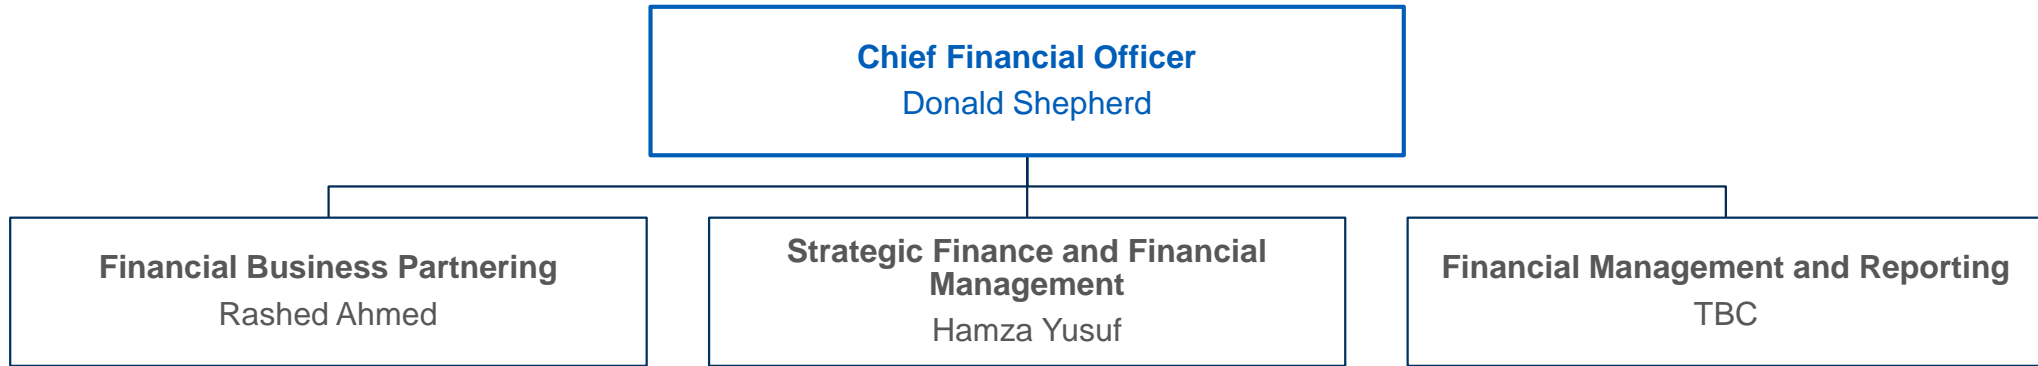 Chief Financial Officer
Donald Shepherd
Financial Business Partnering
Rashed Ahmed
Strategic Finance and Financial
Management
Hamza Yusuf
Financial Management and Reporting
TBC